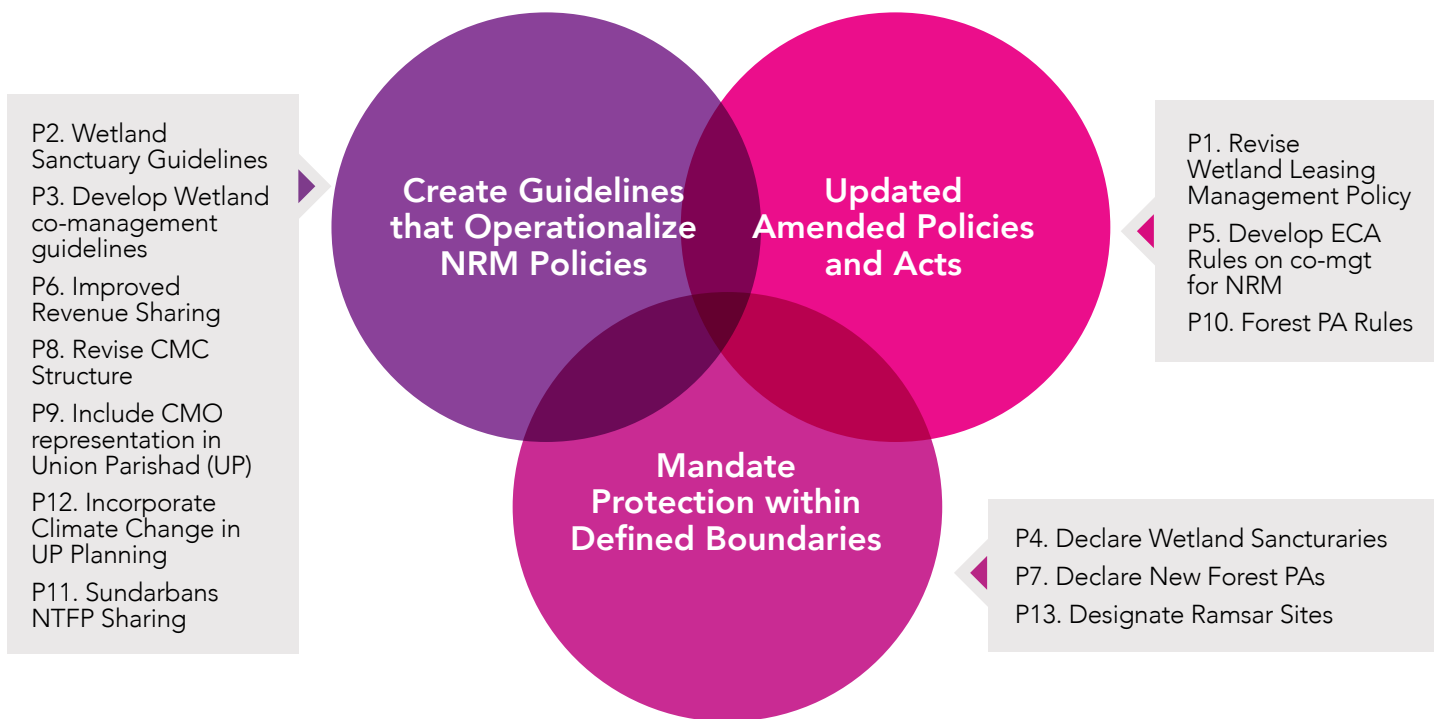 P2. Wetland
Sanctuary Guidelines
P3. Develop Wetland
co-management
guidelines
P6. Improved
Revenue Sharing
P8. Revise CMC
Structure
P9. Include CMO
representation in
Union Parishad (UP)
P12. Incorporate
Climate Change in
UP Planning
P11. Sundarbans
NTFP Sharing
Create Guidelines
that Operationalize
NRM Policies
Updated
Amended Policies
and Acts
Mandate
Protection within
Defined Boundaries
P1. Revise
Wetland Leasing
Management Policy
P5. Develop ECA
Rules on co-mgt
for NRM
P10. Forest PA Rules
P4. Declare Wetland Sancturaries
P7. Declare New Forest PAs
P13. Designate Ramsar Sites